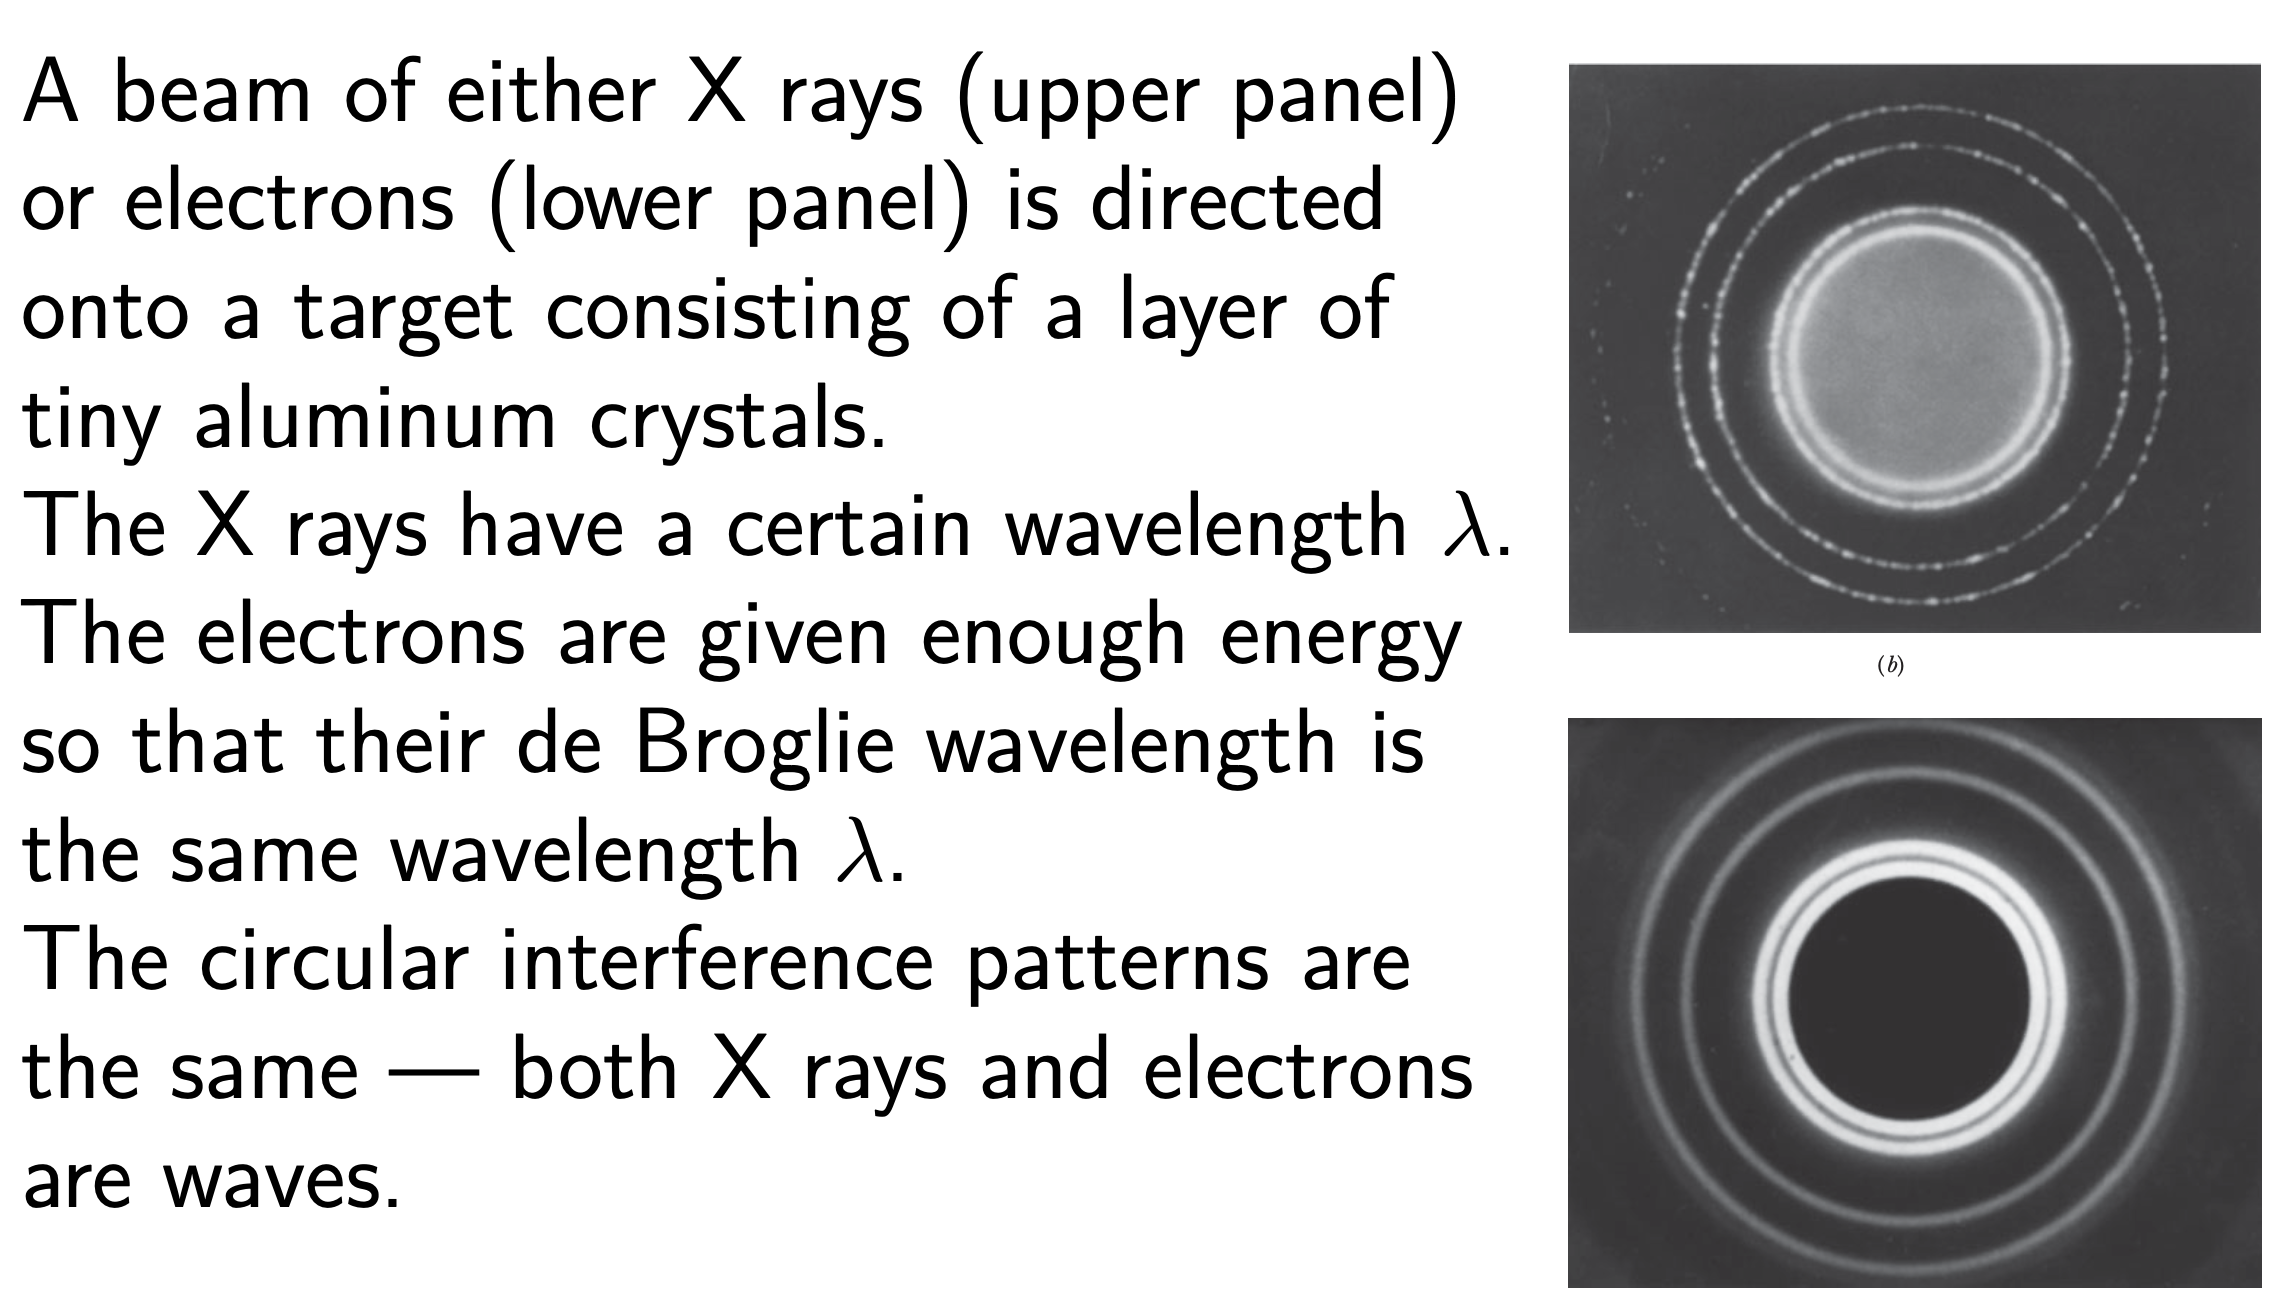 A beam of either X rays (upper panel)
or electrons (lower panel) is directed
onto a target consisting of a layer of
tiny aluminum crystals.
The X rays have a certain wavelength λ.
The electrons are given enough energy
so that their de Broglie wavelength is
the same wavelength λ.
The circular interference patterns are
the same — both X rays and electrons
are waves.
(b)